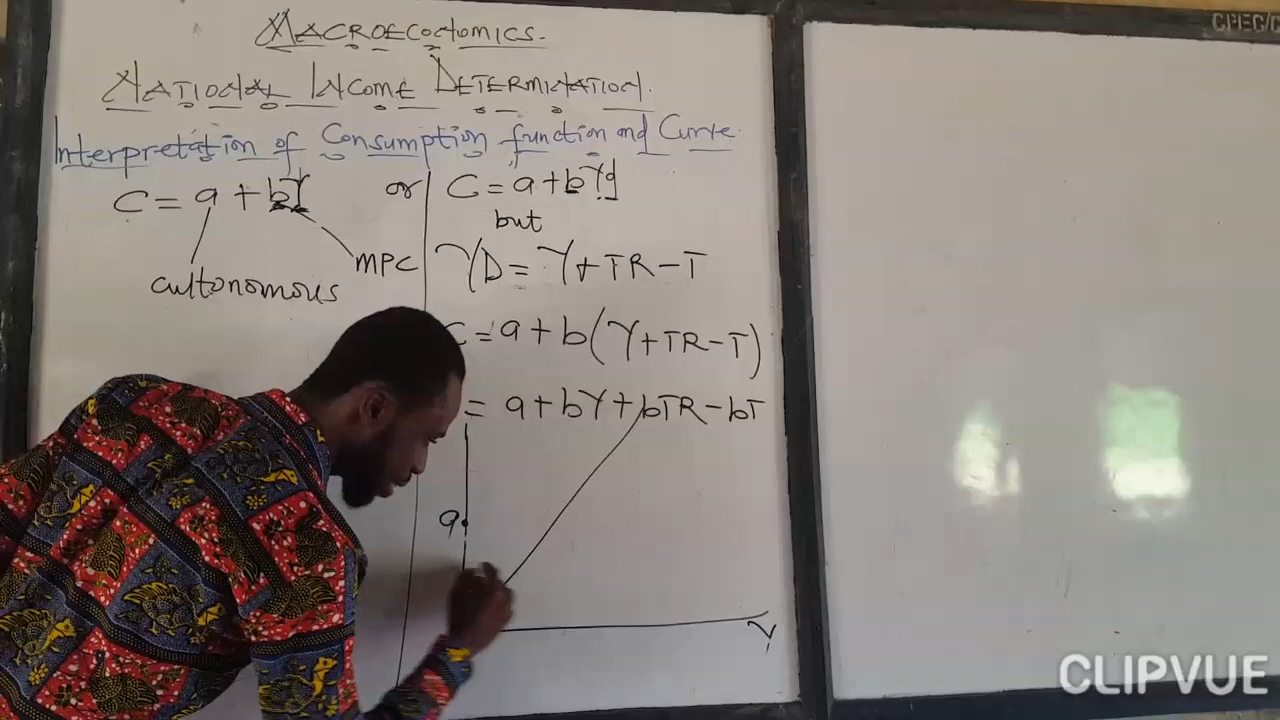 MACROECONOMICS.
NATIONAL INCOME DETERMINATION.
Interpretation of Consumption function and Curve.
C = a + bY
autonomous
MPC
or
C = a + bYd
but
YD = Y + TR - T
C = a + b(Y + TR - T)
= a + bY + bTR - bT
a
Y
CLIPVUE